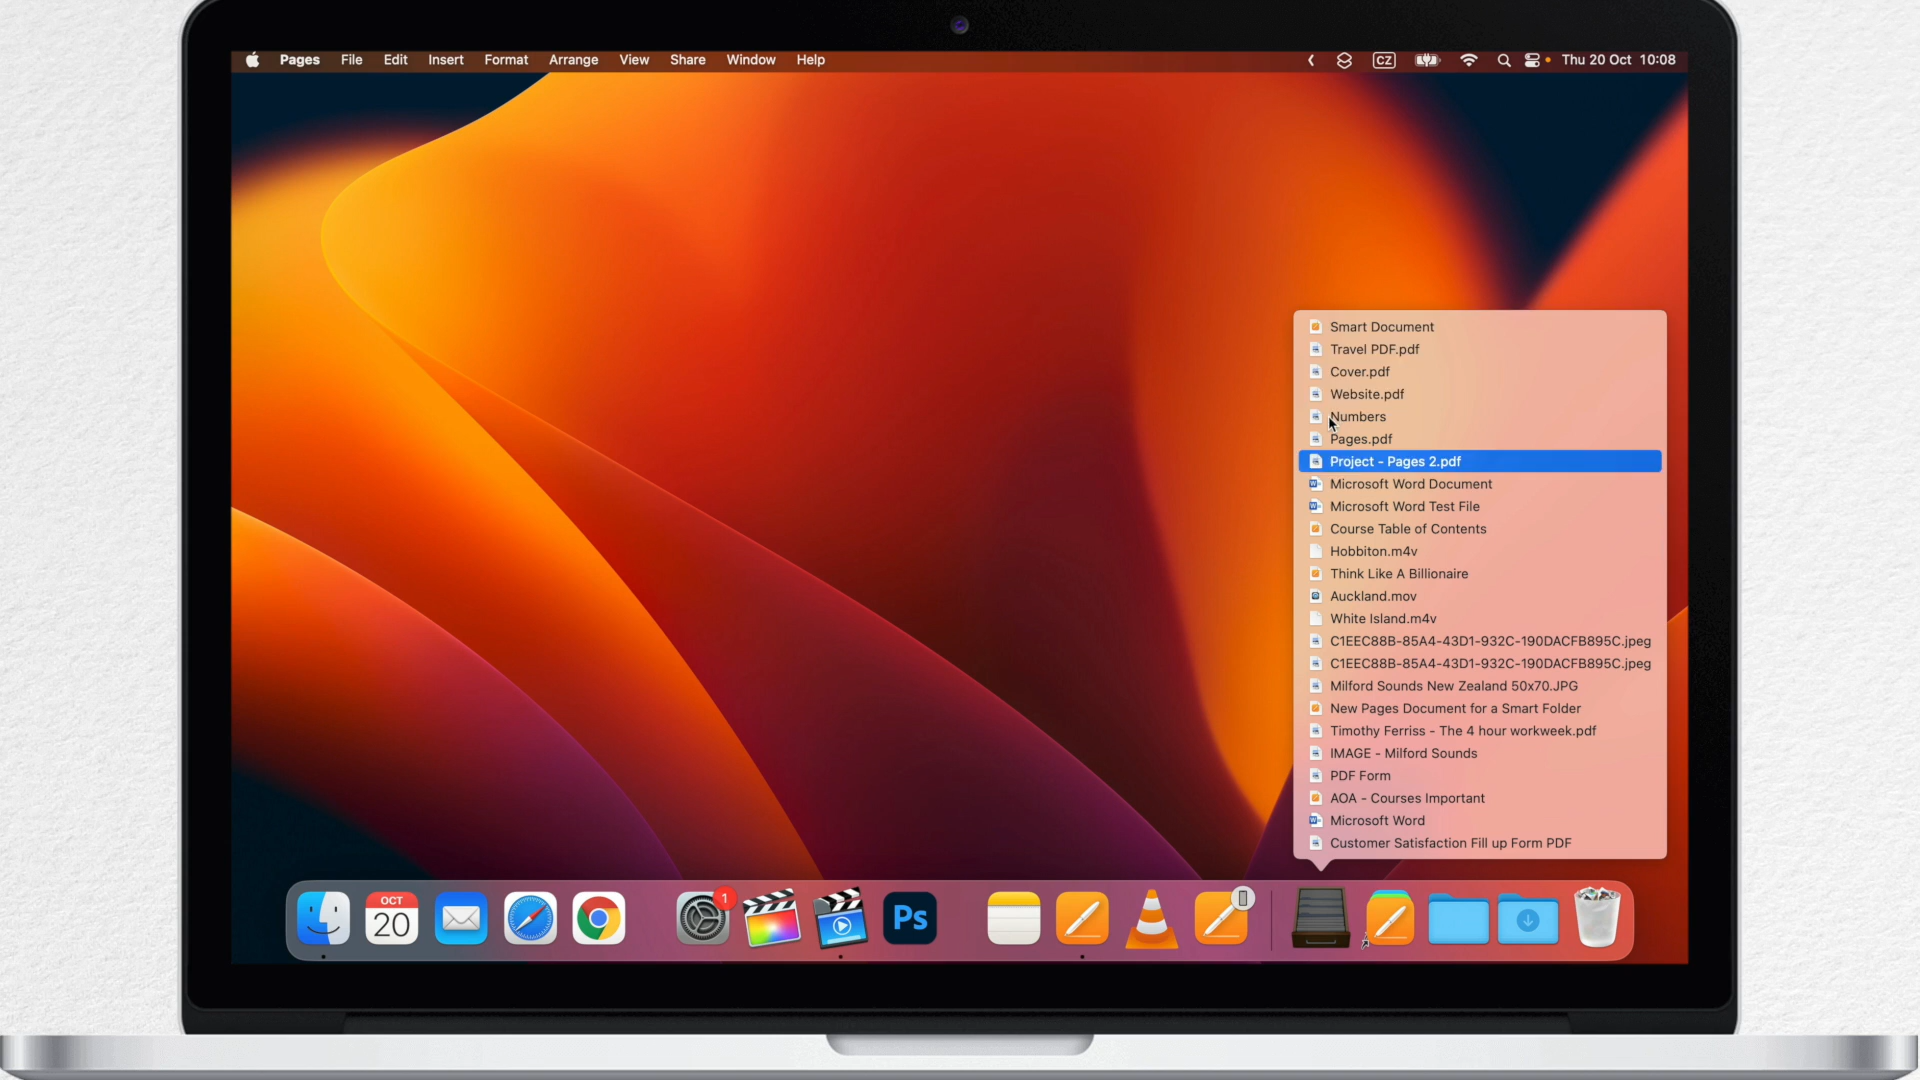 Pages File Edit Insert Format Arrange View Share Window Help CZ Thu 20 Oct 10:08
Smart Document
Travel PDF.pdf
Cover.pdf
Website.pdf
Numbers
Pages.pdf
Project - Pages 2.pdf
Microsoft Word Document
Microsoft Word Test File
Course Table of Contents
Hobbiton.m4v
Think Like A Billionaire
Auckland.mov
White Island.m4v
C1EEC88B-85A4-43D1-932C-190DACFB895C.jpeg
C1EEC88B-85A4-43D1-932C-190DACFB895C.jpeg
Milford Sounds New Zealand 50x70.JPG
New Pages Document for a Smart Folder
Timothy Ferriss - The 4 hour workweek.pdf
IMAGE - Milford Sounds
PDF Form
AOA - Courses Important
Microsoft Word
Customer Satisfaction Fill up Form PDF
OCT
20
1
Ps